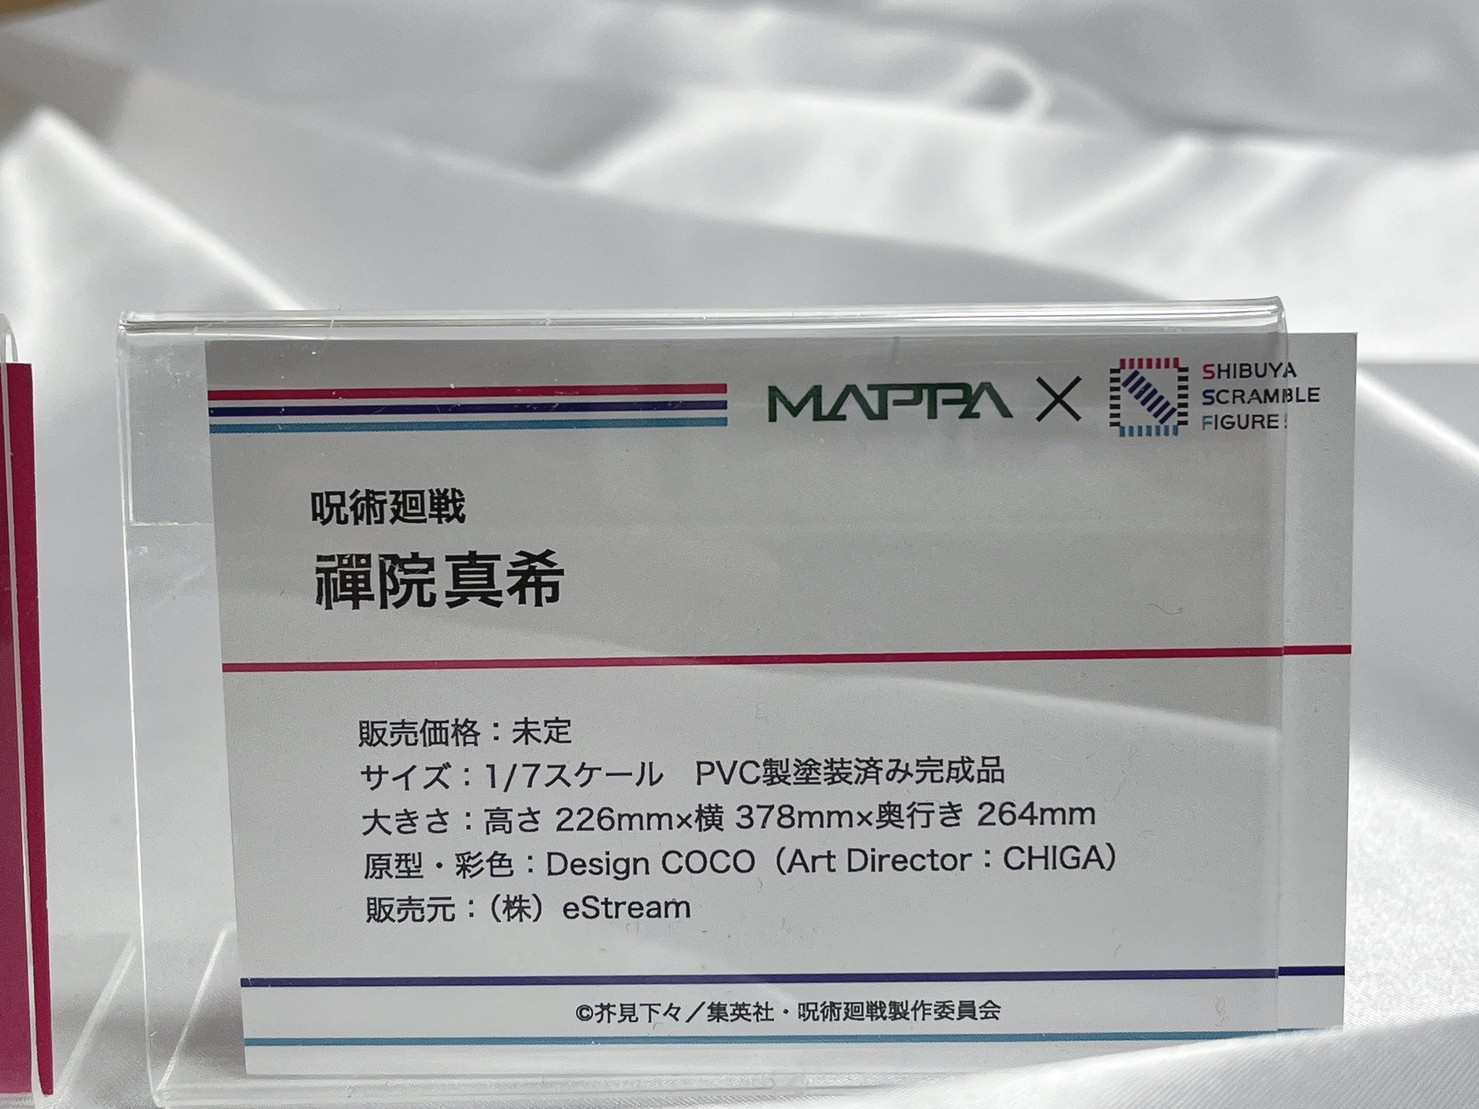 MAPPA × SHIBUYA SCRAMBLE FIGURE!
呪術廻戦
禪院真希
販売価格：未定
サイズ：1/7スケール　PVC製塗装済み完成品
大きさ：高さ 226mm×横 378mm×奥行き 264mm
原型・彩色：Design COCO（Art Director：CHIGA）
販売元：（株）eStream
©芥見下々／集英社・呪術廻戦製作委員会